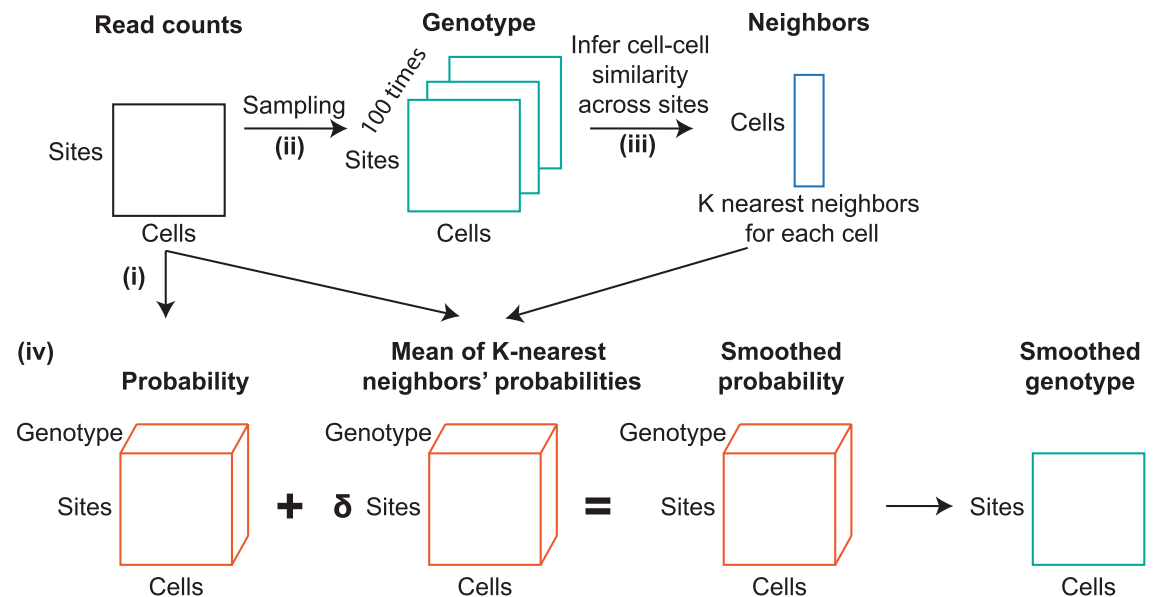 Read counts
Genotype
Neighbors
Sites
Cells
Sampling
(ii)
100 times
Sites
Cells
Infer cell-cell
similarity
across sites
(iii)
Cells
K nearest neighbors
for each cell
(i)
(iv)
Probability
Mean of K-nearest
neighbors’ probabilities
Smoothed
probability
Smoothed
genotype
Genotype
Sites
Cells
+
δ
Genotype
Sites
Cells
=
Genotype
Sites
Cells
Sites
Cells